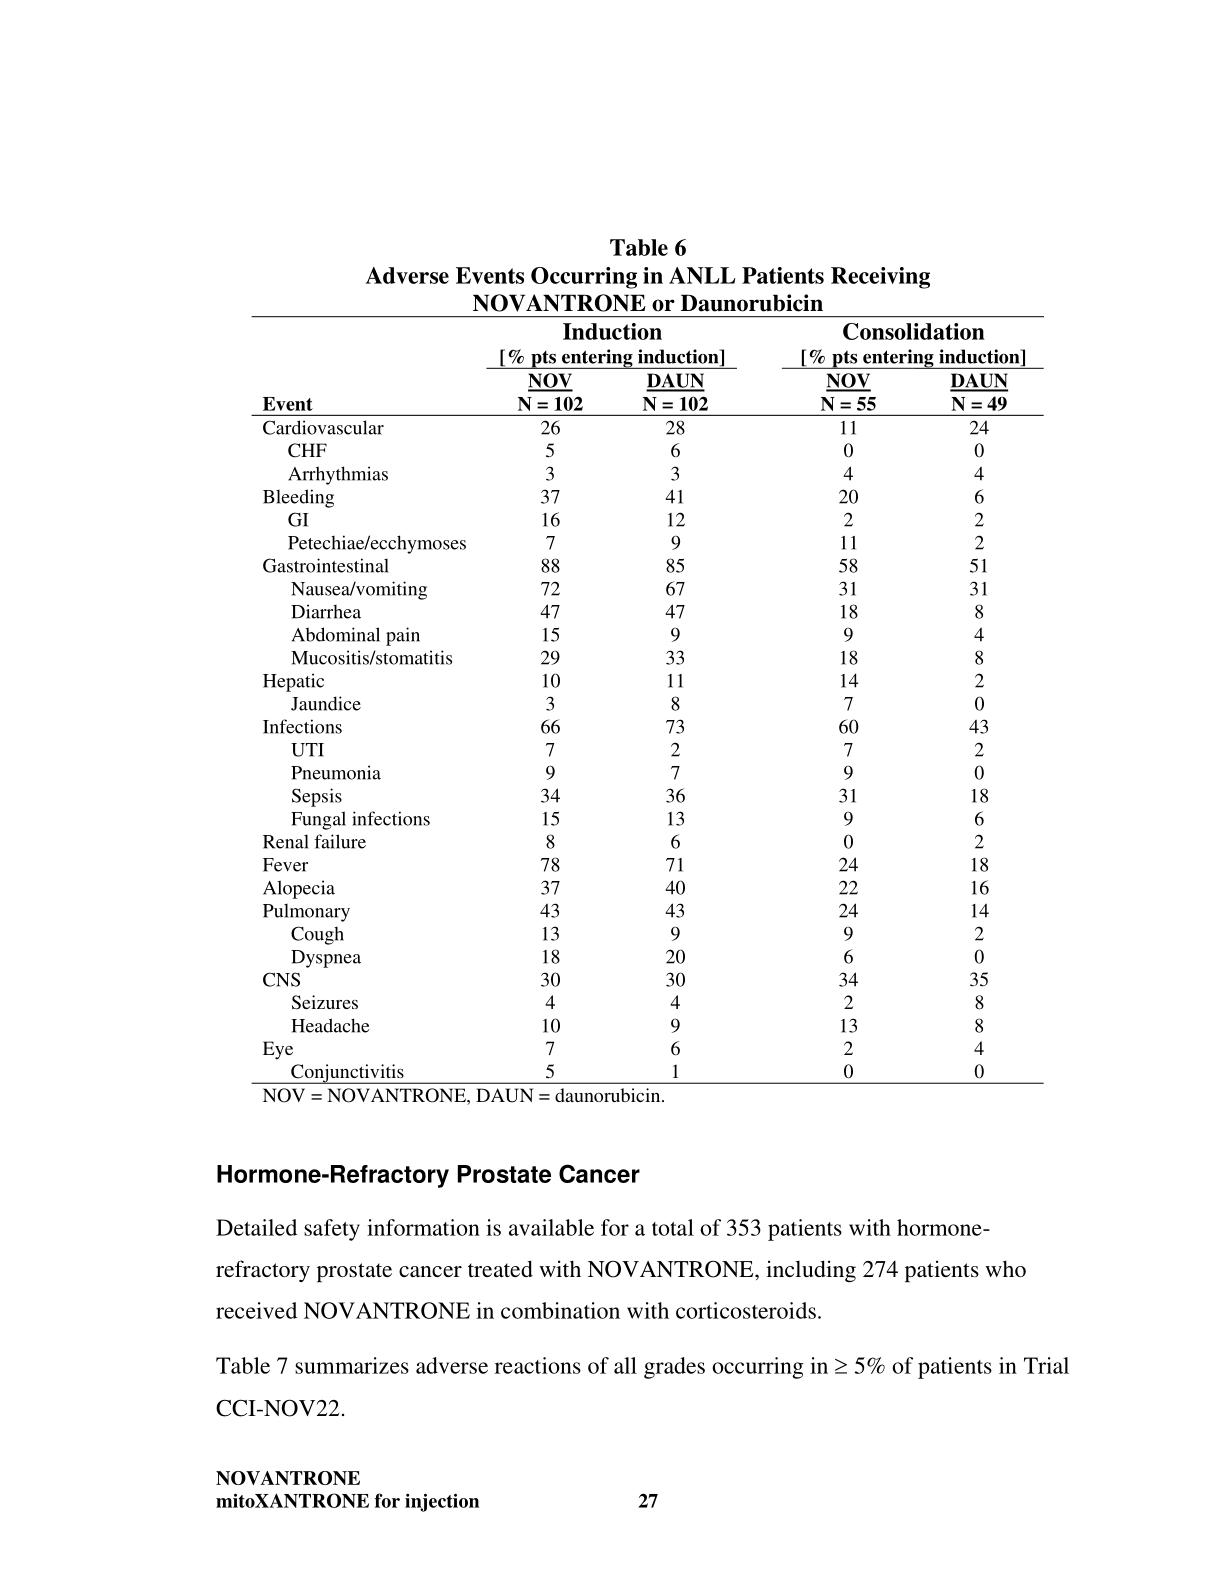 Table 6
Adverse Events Occurring in ANLL Patients Receiving
NOVANTRONE or Daunorubicin
Induction Consolidation
[% pts entering induction] [% pts entering induction]
NOV DAUN NOV DAUN
Event N = 102 N = 102 N = 55 N = 49
Cardiovascular 26 28 11 24
CHF 5 6 0 0
Arrhythmias 3 3 4 4
Bleeding 37 41 20 6
GI 16 12 2 2
Petechiae/ecchymoses 7 9 11 2
Gastrointestinal 88 85 58 51
Nausea/vomiting 72 67 31 31
Diarrhea 47 47 18 8
Abdominal pain 15 9 9 4
Mucositis/stomatitis 29 33 18 8
Hepatic 10 11 14 2
Jaundice 3 8 7 0
Infections 66 73 60 43
UTI 7 2 7 2
Pneumonia 9 7 9 0
Sepsis 34 36 31 18
Fungal infections 15 13 9 6
Renal failure 8 6 0 2
Fever 78 71 24 18
Alopecia 37 40 22 16
Pulmonary 43 43 24 14
Cough 13 9 9 2
Dyspnea 18 20 6 0
CNS 30 30 34 35
Seizures 4 4 2 8
Headache 10 9 13 8
Eye 7 6 2 4
Conjunctivitis 5 1 0 0
NOV = NOVANTRONE, DAUN = daunorubicin.
Hormone-Refractory Prostate Cancer
Detailed safety information is available for a total of 353 patients with hormone-
refractory prostate cancer treated with NOVANTRONE, including 274 patients who
received NOVANTRONE in combination with corticosteroids.
Table 7 summarizes adverse reactions of all grades occurring in ≥ 5% of patients in Trial
CCI-NOV22.
NOVANTRONE
mitoXANTRONE for injection 27